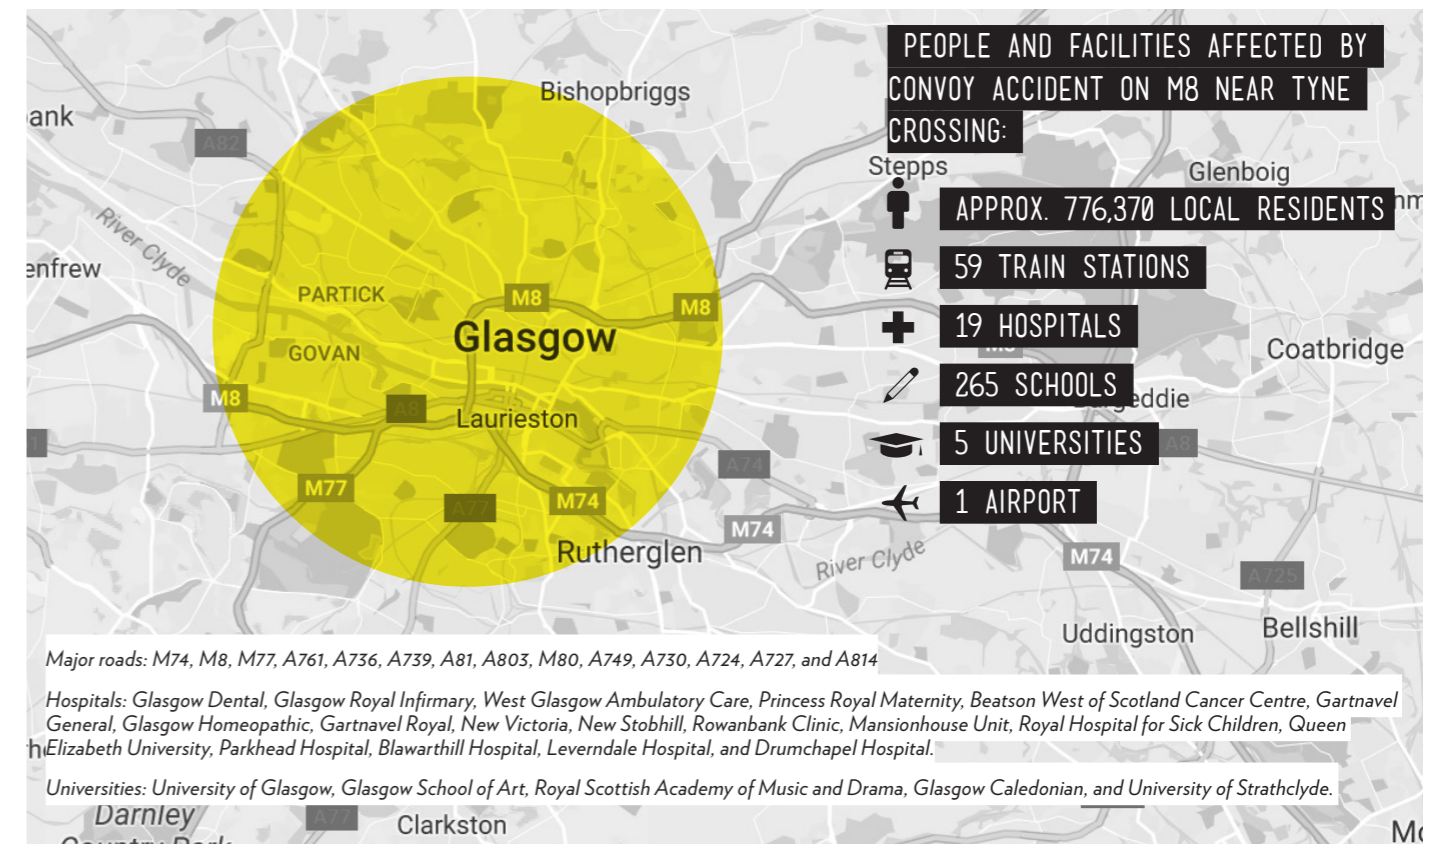 PEOPLE AND FACILITIES AFFECTED BY
CONVOY ACCIDENT ON M8 NEAR TYNE
CROSSING:
APPROX. 776,370 LOCAL RESIDENTS
59 TRAIN STATIONS
19 HOSPITALS
265 SCHOOLS
5 UNIVERSITIES
1 AIRPORT
Bishopbriggs
A82
Stepps
Glenboig
River Clyde
PARTICK
M8
M8
Glasgow
GOVAN
Coatbridge
M8
A8
Laurieston
A8
A74
M77
A77
M74
M74
Rutherglen
River Clyde
M74
A725
Uddingston
Bellshill
Major roads: M74, M8, M77, A761, A736, A739, A81, A803, M80, A749, A730, A724, A727, and A814
Hospitals: Glasgow Dental, Glasgow Royal Infirmary, West Glasgow Ambulatory Care, Princess Royal Maternity, Beatson West of Scotland Cancer Centre, Gartnavel
General, Glasgow Homeopathic, Gartnavel Royal, New Victoria, New Stobhill, Rowanbank Clinic, Mansionhouse Unit, Royal Hospital for Sick Children, Queen
Elizabeth University, Parkhead Hospital, Blawarthill Hospital, Leverndale Hospital, and Drumchapel Hospital.
Universities: University of Glasgow, Glasgow School of Art, Royal Scottish Academy of Music and Drama, Glasgow Caledonian, and University of Strathclyde.
Darnley
A77
Clarkston